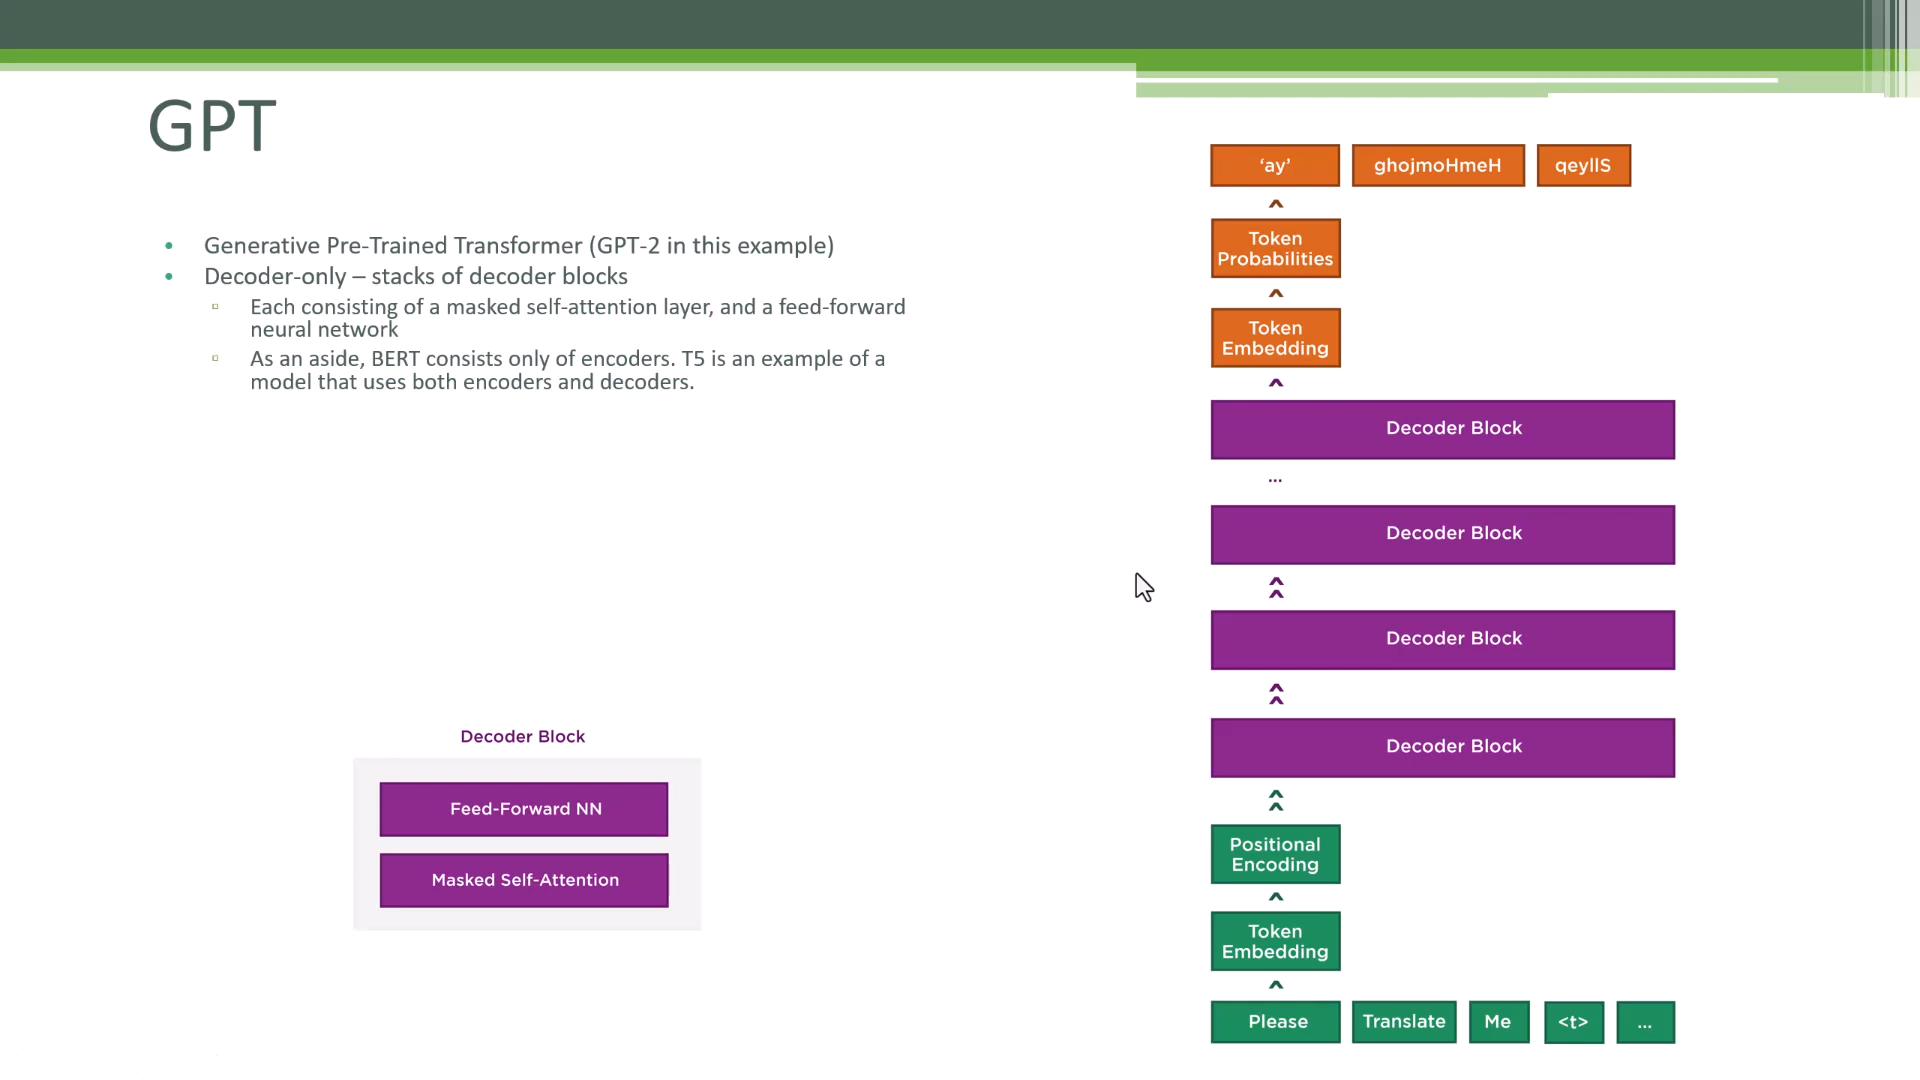 GPT
• Generative Pre-Trained Transformer (GPT-2 in this example)
• Decoder-only – stacks of decoder blocks
▫ Each consisting of a masked self-attention layer, and a feed-forward
neural network
▫ As an aside, BERT consists only of encoders. T5 is an example of a
model that uses both encoders and decoders.
Decoder Block
Feed-Forward NN
Masked Self-Attention
‘ay’ ghojmoHmeH qeylIS
Token
Probabilities
Token
Embedding
Decoder Block
...
Decoder Block
Decoder Block
Decoder Block
Positional
Encoding
Token
Embedding
Please Translate Me <t> ...